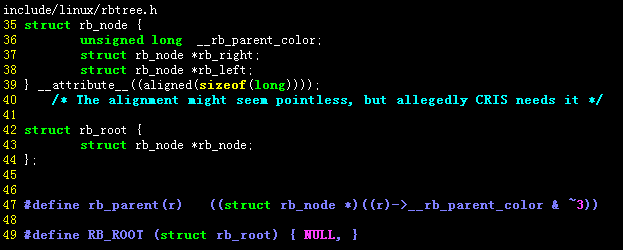 include/linux/rbtree.h
35 struct rb_node {
36         unsigned long  __rb_parent_color;
37         struct rb_node *rb_right;
38         struct rb_node *rb_left;
39 } __attribute__((aligned(sizeof(long))));
40     /* The alignment might seem pointless, but allegedly CRIS needs it */
41
42 struct rb_root {
43         struct rb_node *rb_node;
44 };
45
46
47 #define rb_parent(r)   ((struct rb_node *)((r)->__rb_parent_color & ~3))
48
49 #define RB_ROOT (struct rb_root) { NULL, }